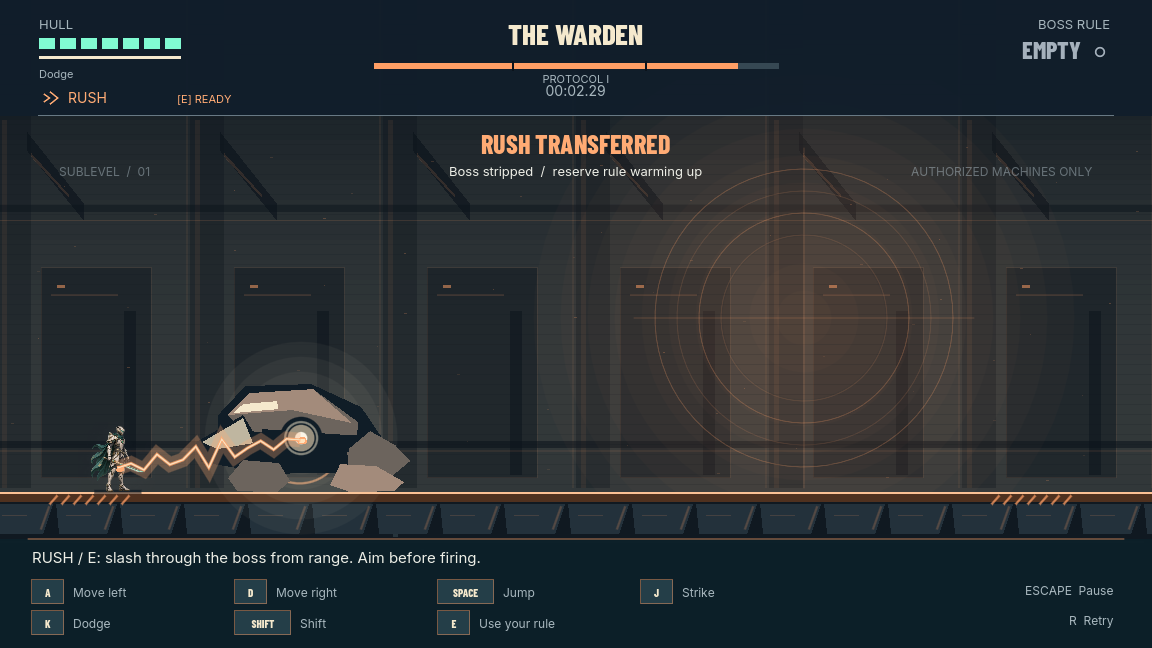 HULL
THE WARDEN
BOSS RULE
EMPTY
Dodge
PROTOCOL I
00:02.29
RUSH
[E] READY
RUSH TRANSFERRED
Boss stripped / reserve rule warming up
SUBLEVEL / 01
AUTHORIZED MACHINES ONLY
RUSH / E: slash through the boss from range. Aim before firing.
A Move left
D Move right
SPACE Jump
J Strike
ESCAPE Pause
K Dodge
SHIFT Shift
E Use your rule
R Retry